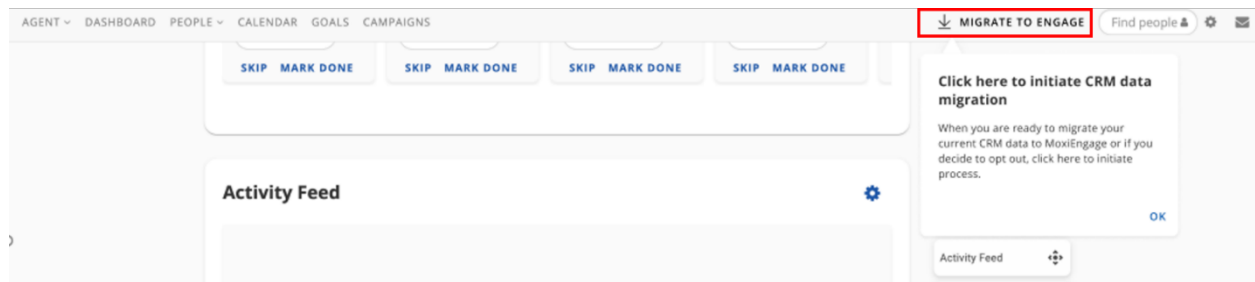 AGENT DASHBOARD PEOPLE CALENDAR GOALS CAMPAIGNS MIGRATE TO ENGAGE Find people
SKIP MARK DONE SKIP MARK DONE SKIP MARK DONE SKIP MARK DONE
Click here to initiate CRM data
migration
When you are ready to migrate your
current CRM data to MoxiEngage or if you
decide to opt out, click here to initiate
process.
OK
Activity Feed
Activity Feed